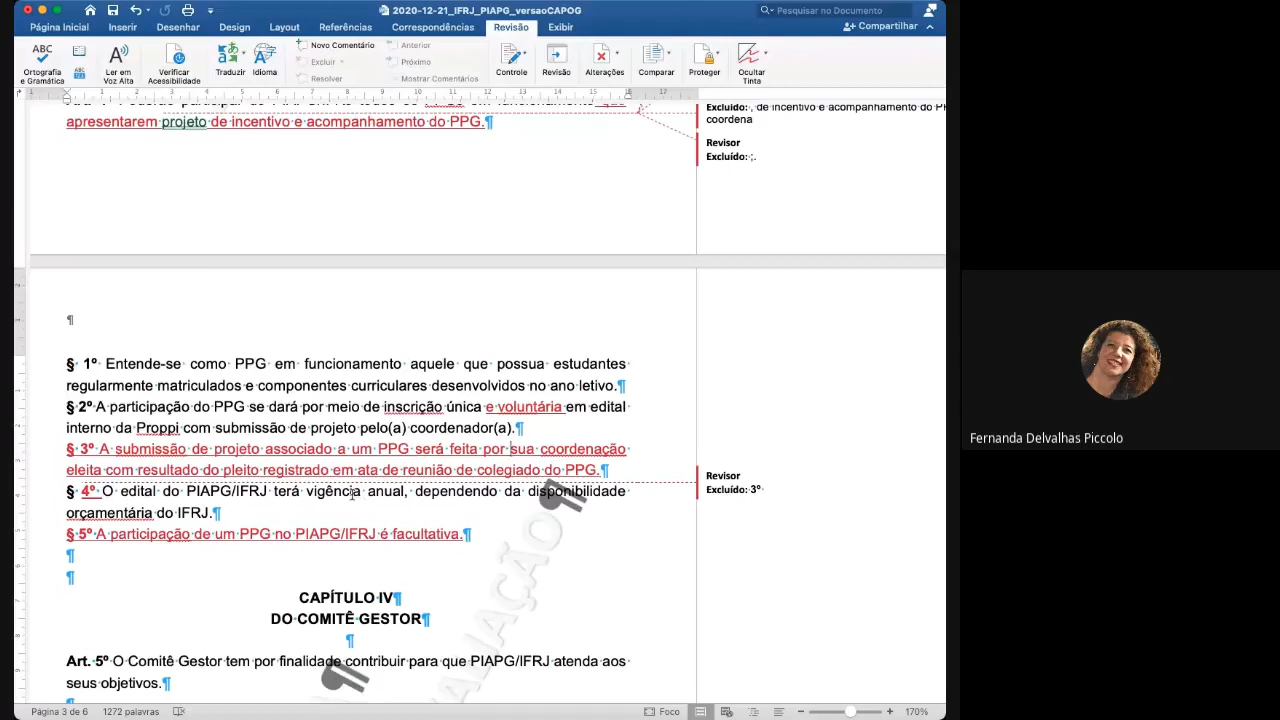 2020-12-21_IFRJ_PIAPG_versaoCAPOG
Pesquisar no Documento
Página Inicial Inserir Desenhar Design Layout Referências Correspondências Revisão Exibir
Compartilhar
ABC
Ortografia e Gramática
Ler em Voz Alta
Verificar Acessibilidade
Traduzir
Idioma
Novo Comentário
Excluir
Resolver
Anterior
Próximo
Mostrar Comentários
Controle
Revisão
Alterações
Comparar
Proteger
Ocultar Tinta
apresentarem projeto de incentivo e acompanhamento do PPG.¶
Excluído: , de incentivo e acompanhamento do
coordena
Revisor
Excluído: ;.
¶
§ 1º Entende-se como PPG em funcionamento aquele que possua estudantes
regularmente matriculados e componentes curriculares desenvolvidos no ano letivo.¶
§ 2º A participação do PPG se dará por meio de inscrição única e voluntária em edital
interno da Proppi com submissão de projeto pelo(a) coordenador(a).¶
§ 3º A submissão de projeto associado a um PPG será feita por sua coordenação
eleita com resultado do pleito registrado em ata de reunião de colegiado do PPG.¶
§ 4º O edital do PIAPG/IFRJ terá vigência anual, dependendo da disponibilidade
orçamentária do IFRJ.¶
§ 5º A participação de um PPG no PIAPG/IFRJ é facultativa.¶
¶
¶
Revisor
Excluído: 3º
CAPÍTULO IV¶
DO COMITÊ GESTOR¶
¶
Art. 5º O Comitê Gestor tem por finalidade contribuir para que PIAPG/IFRJ atenda aos
seus objetivos.¶
Fernanda Delvalhas Piccolo
Página 3 de 6 1272 palavras Foco 170%